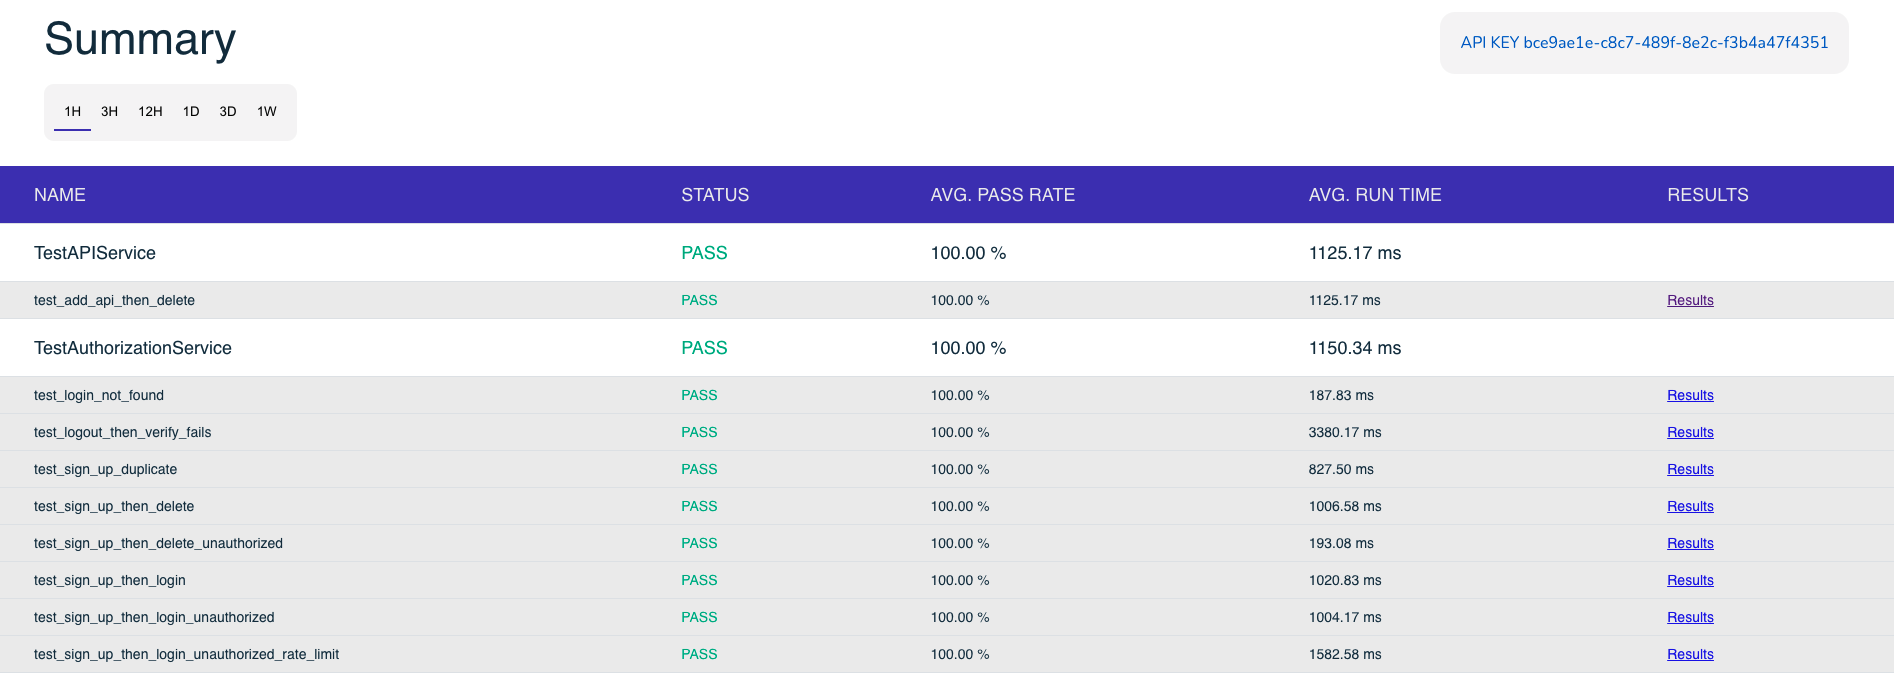 Summary
API KEY bce9ae1e-c8c7-489f-8e2c-f3b4a47f4351
1H 3H 12H 1D 3D 1W
NAME STATUS AVG. PASS RATE AVG. RUN TIME RESULTS
TestAPIService PASS 100.00 % 1125.17 ms
test_add_api_then_delete PASS 100.00 % 1125.17 ms Results
TestAuthorizationService PASS 100.00 % 1150.34 ms
test_login_not_found PASS 100.00 % 187.83 ms Results
test_logout_then_verify_fails PASS 100.00 % 3380.17 ms Results
test_sign_up_duplicate PASS 100.00 % 827.50 ms Results
test_sign_up_then_delete PASS 100.00 % 1006.58 ms Results
test_sign_up_then_delete_unauthorized PASS 100.00 % 193.08 ms Results
test_sign_up_then_login PASS 100.00 % 1020.83 ms Results
test_sign_up_then_login_unauthorized PASS 100.00 % 1004.17 ms Results
test_sign_up_then_login_unauthorized_rate_limit PASS 100.00 % 1582.58 ms Results